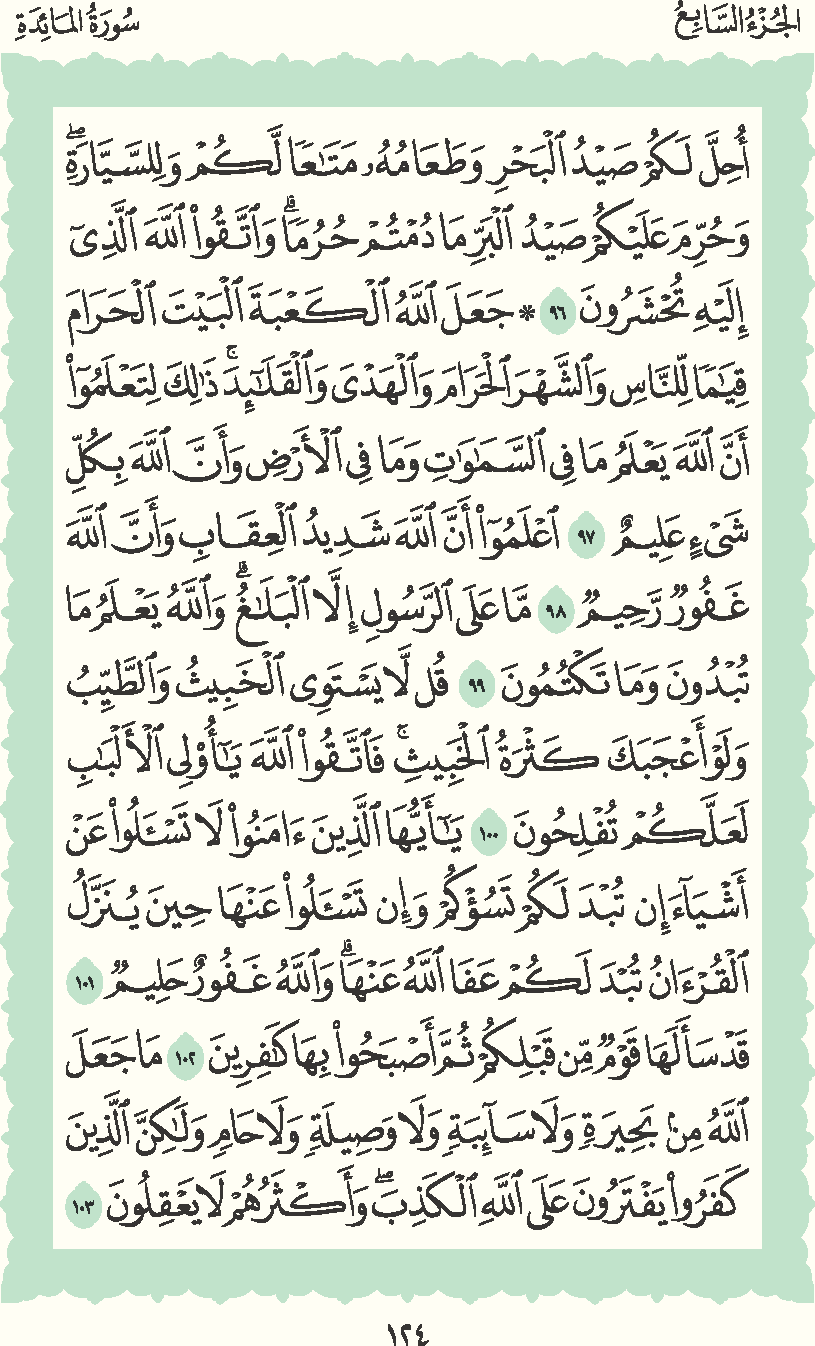 الجُزْءُ السَّابِعُ
سُورَةُ المَائِدَةِ
أُحِلَّ لَكُمۡ صَيۡدُ ٱلۡبَحۡرِ وَطَعَامُهُۥ مَتَٰعٗا لَّكُمۡ وَلِلسَّيَّارَةِۖ
وَحُرِّمَ عَلَيۡكُمۡ صَيۡدُ ٱلۡبَرِّ مَا دُمۡتُمۡ حُرُمٗاۗ وَٱتَّقُواْ ٱللَّهَ ٱلَّذِيٓ
إِلَيۡهِ تُحۡشَرُونَ ٩٦ ۞ جَعَلَ ٱللَّهُ ٱلۡكَعۡبَةَ ٱلۡبَيۡتَ ٱلۡحَرَامَ
قِيَٰمٗا لِّلنَّاسِ وَٱلشَّهۡرَ ٱلۡحَرَامَ وَٱلۡهَدۡيَ وَٱلۡقَلَٰٓئِدَۚ ذَٰلِكَ لِتَعۡلَمُوٓاْ
أَنَّ ٱللَّهَ يَعۡلَمُ مَا فِي ٱلسَّمَٰوَٰتِ وَمَا فِي ٱلۡأَرۡضِ وَأَنَّ ٱللَّهَ بِكُلِّ
شَيۡءٍ عَلِيمٌ ٩٧ ٱعۡلَمُوٓاْ أَنَّ ٱللَّهَ شَدِيدُ ٱلۡعِقَابِ وَأَنَّ ٱللَّهَ
غَفُورٞ رَّحِيمٞ ٩٨ مَّا عَلَى ٱلرَّسُولِ إِلَّا ٱلۡبَلَٰغُۗ وَٱللَّهُ يَعۡلَمُ مَا
تُبۡدُونَ وَمَا تَكۡتُمُونَ ٩٩ قُل لَّا يَسۡتَوِي ٱلۡخَبِيثُ وَٱلطَّيِّبُ
وَلَوۡ أَعۡجَبَكَ كَثۡرَةُ ٱلۡخَبِيثِۚ فَٱتَّقُواْ ٱللَّهَ يَٰٓأُوْلِي ٱلۡأَلۡبَٰبِ
لَعَلَّكُمۡ تُفۡلِحُونَ ١٠٠ يَٰٓأَيُّهَا ٱلَّذِينَ ءَامَنُواْ لَا تَسۡـَٔلُواْ عَنۡ
أَشۡيَآءَ إِن تُبۡدَ لَكُمۡ تَسُؤۡكُمۡ وَإِن تَسۡـَٔلُواْ عَنۡهَا حِينَ يُنَزَّلُ
ٱلۡقُرۡءَانُ تُبۡدَ لَكُمۡ عَفَا ٱللَّهُ عَنۡهَاۗ وَٱللَّهُ غَفُورٌ حَلِيمٞ ١٠١
قَدۡ سَأَلَهَا قَوۡمٞ مِّن قَبۡلِكُمۡ ثُمَّ أَصۡبَحُواْ بِهَا كَٰفِرِينَ ١٠٢ مَا جَعَلَ
ٱللَّهُ مِنۢ بَحِيرَةٖ وَلَا سَآئِبَةٖ وَلَا وَصِيلَةٖ وَلَا حَامٖ وَلَٰكِنَّ ٱلَّذِينَ
كَفَرُواْ يَفۡتَرُونَ عَلَى ٱللَّهِ ٱلۡكَذِبَۖ وَأَكۡثَرُهُمۡ لَا يَعۡقِلُونَ ١٠٣
١٢٤